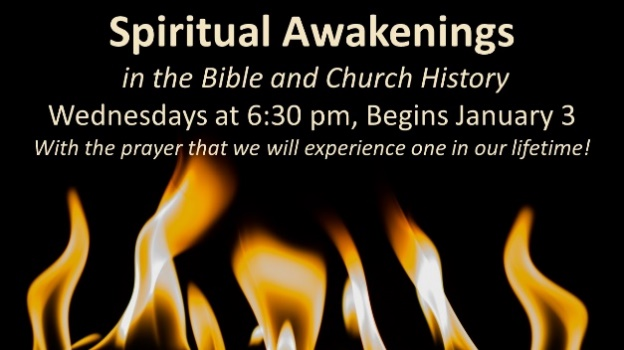 Spiritual Awakenings
in the Bible and Church History
Wednesdays at 6:30 pm, Begins January 3
With the prayer that we will experience one in our lifetime!